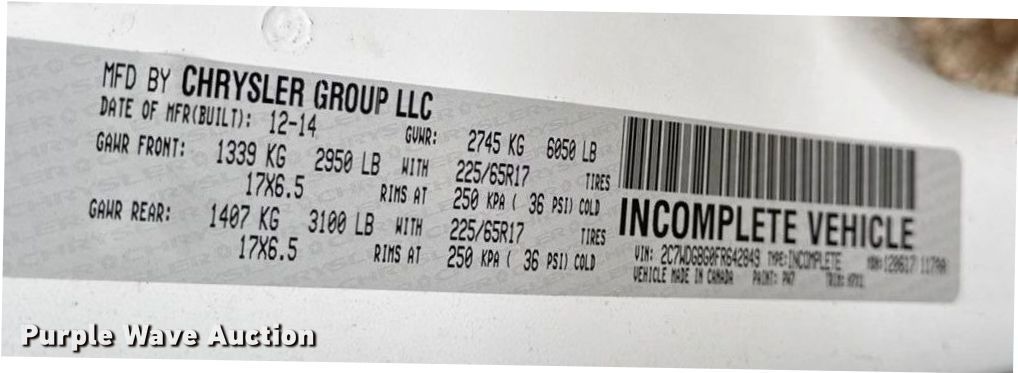 MFD BY CHRYSLER GROUP LLC
DATE OF MFR(BUILT): 12-14 GVWR: 2745 KG 6050 LB
GAWR FRONT: 1339 KG 2950 LB WITH 225/65R17 TIRES
17X6.5 RIMS AT 250 KPA ( 36 PSI) COLD
GAWR REAR: 1407 KG 3100 LB WITH 225/65R17 TIRES
17X6.5 RIMS AT 250 KPA ( 36 PSI) COLD
INCOMPLETE VEHICLE
VIN: TYPE:INCOMPLETE
VEHICLE MADE IN CANADA PAINT: PW7 TRIM:
Purple Wave Auction